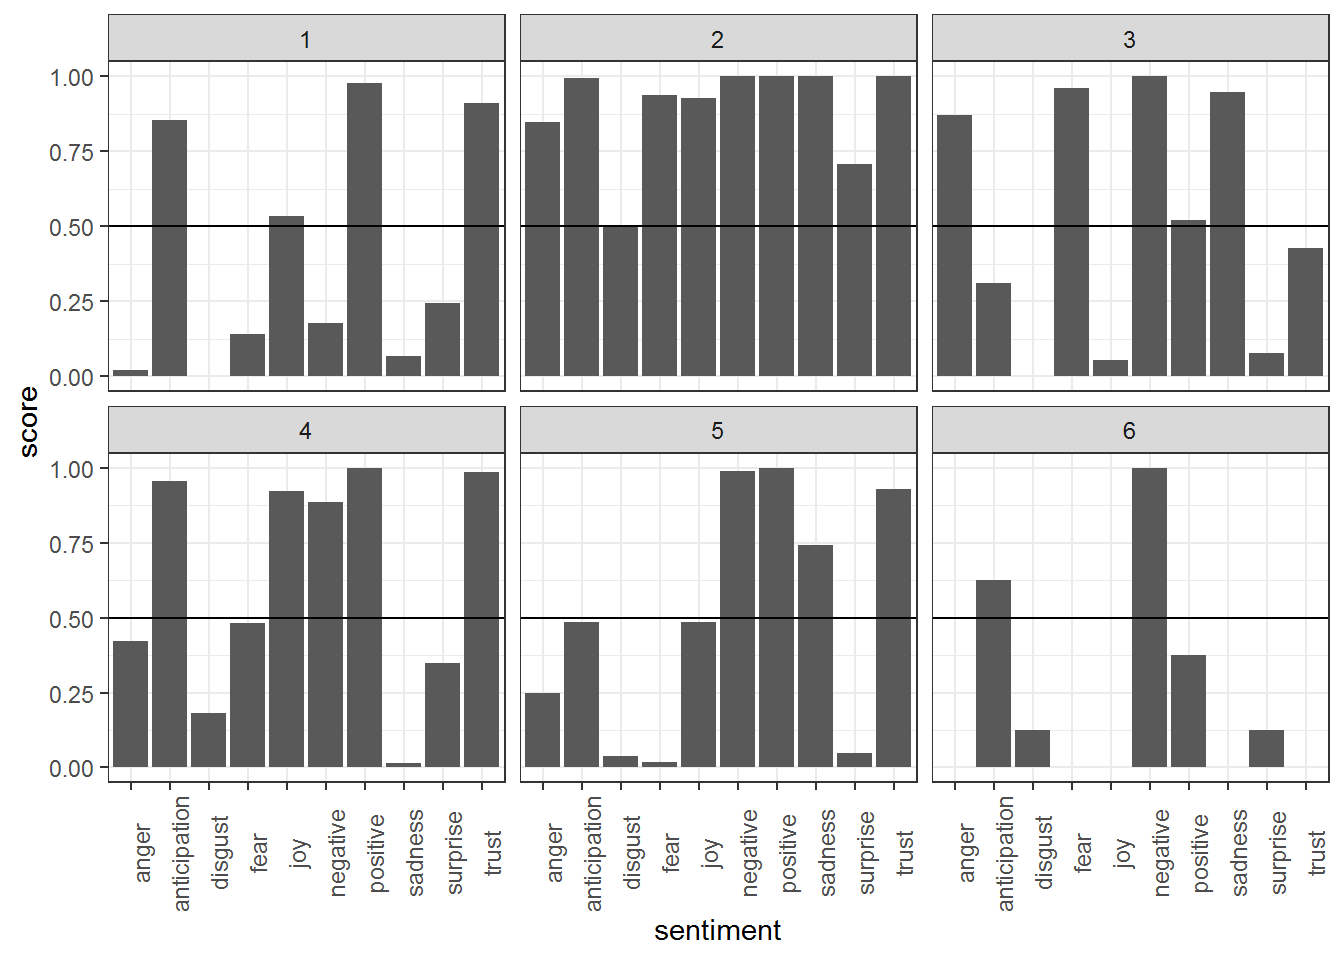 1 2 3
1.00
0.75
0.50
0.25
0.00
score
4 5 6
1.00
0.75
0.50
0.25
0.00
anger anticipation disgust fear joy negative positive sadness surprise trust anger anticipation disgust fear joy negative positive sadness surprise trust anger anticipation disgust fear joy negative positive sadness surprise trust
sentiment